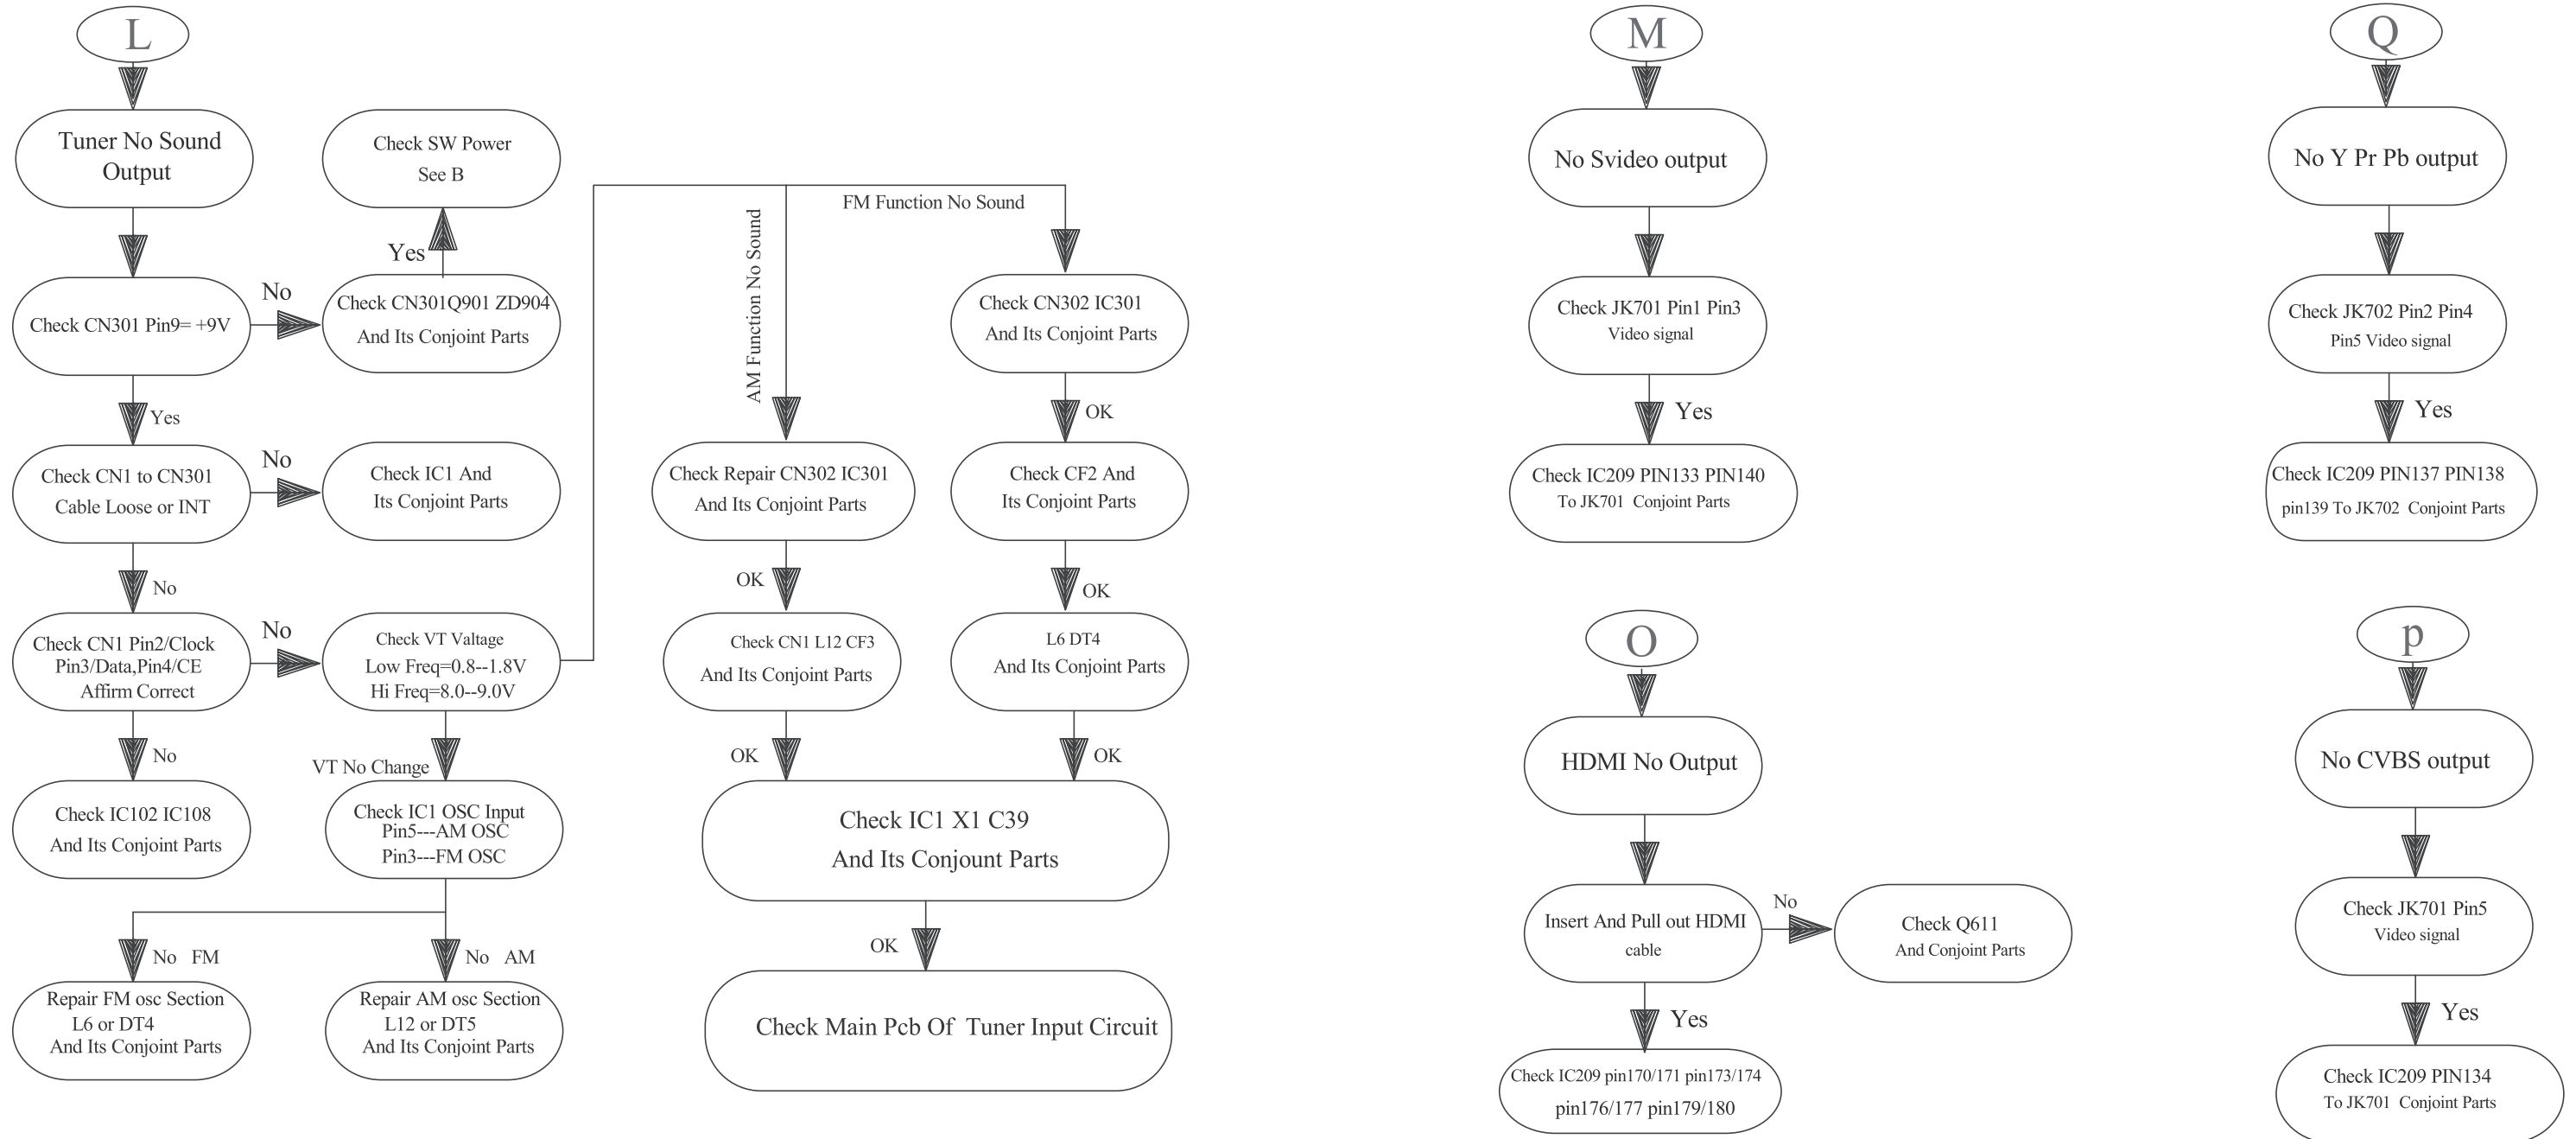 L
Tuner No Sound
Output
Check SW Power
See B
Yes
Check CN301 Pin9= +9V
No
Check CN301Q901 ZD904
And Its Conjoint Parts
Yes
Check CN1 to CN301
Cable Loose or INT
No
Check IC1 And
Its Conjoint Parts
No
Check CN1 Pin2/Clock
Pin3/Data,Pin4/CE
Affirm Correct
No
Check VT Valtage
Low Freq=0.8--1.8V
Hi Freq=8.0--9.0V
No
Check IC102 IC108
And Its Conjoint Parts
VT No Change
Check IC1 OSC Input
Pin5---AM OSC
Pin3---FM OSC
No FM
Repair FM osc Section
L6 or DT4
And Its Conjoint Parts
No AM
Repair AM osc Section
L12 or DT5
And Its Conjoint Parts
AM Function No Sound
Check Repair CN302 IC301
And Its Conjoint Parts
OK
Check CN1 L12 CF3
And Its Conjoint Parts
OK
FM Function No Sound
Check CN302 IC301
And Its Conjoint Parts
OK
Check CF2 And
Its Conjoint Parts
OK
L6 DT4
And Its Conjoint Parts
OK
Check IC1 X1 C39
And Its Conjount Parts
OK
Check Main Pcb Of Tuner Input Circuit
M
No Svideo output
Check JK701 Pin1 Pin3
Video signal
Yes
Check IC209 PIN133 PIN140
To JK701 Conjoint Parts
O
HDMI No Output
Insert And Pull out HDMI
cable
No
Check Q611
And Conjoint Parts
Yes
Check IC209 pin170/171 pin173/174
pin176/177 pin179/180
Q
No Y Pr Pb output
Check JK702 Pin2 Pin4
Pin5 Video signal
Yes
Check IC209 PIN137 PIN138
pin139 To JK702 Conjoint Parts
p
No CVBS output
Check JK701 Pin5
Video signal
Yes
Check IC209 PIN134
To JK701 Conjoint Parts